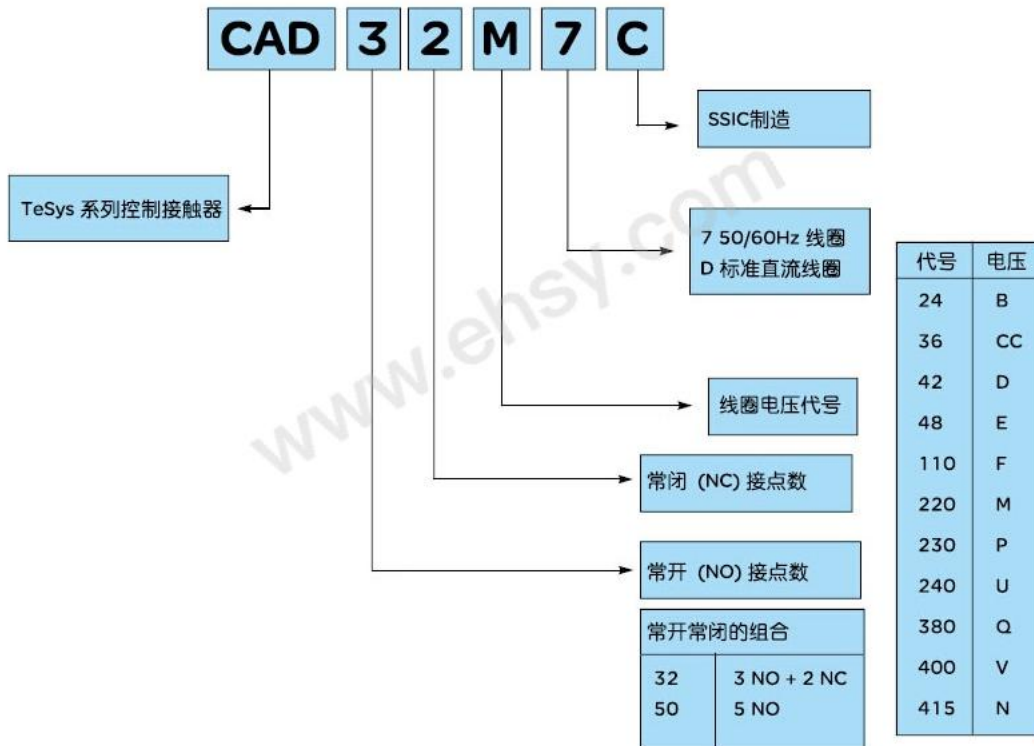 CAD 3 2 M 7 C
SSIC制造
TeSys 系列控制接触器
7 50/60Hz 线圈
D 标准直流线圈
线圈电压代号
常闭 (NC) 接点数
常开 (NO) 接点数
常开常闭的组合
32 3 NO + 2 NC
50 5 NO
代号 电压
24 B
36 CC
42 D
48 E
110 F
220 M
230 P
240 U
380 Q
400 V
415 N
www.ehsy.com